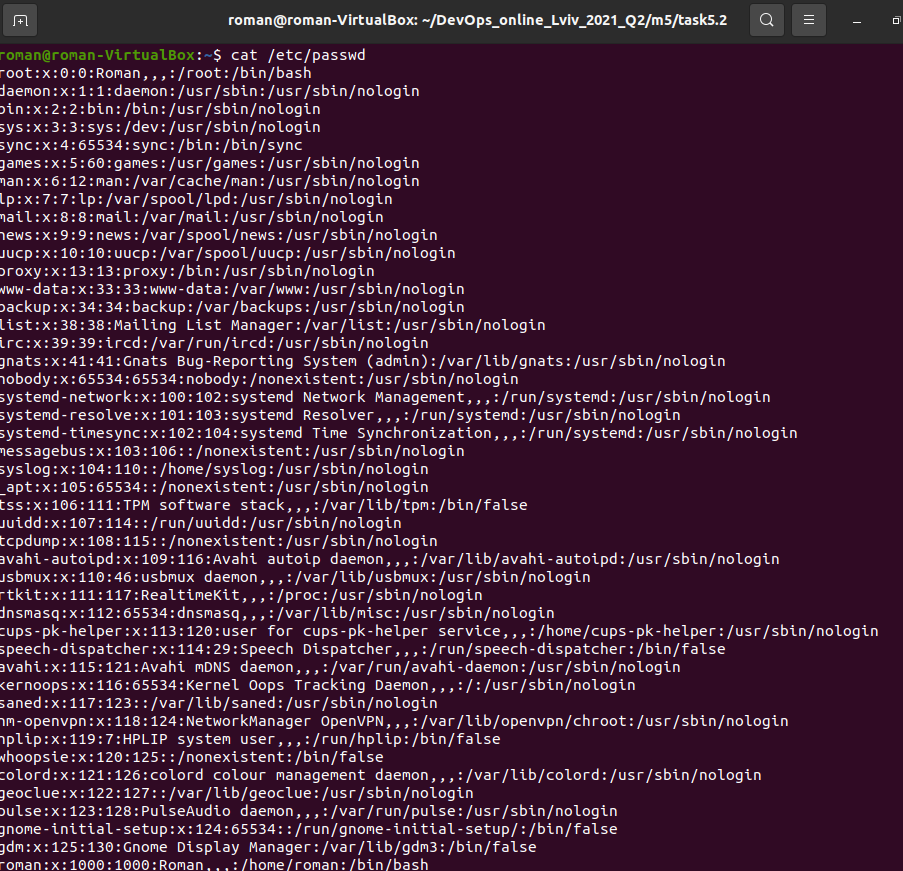 roman@roman-VirtualBox: ~/DevOps_online_Lviv_2021_Q2/m5/task5.2
roman@roman-VirtualBox:~$ cat /etc/passwd
root:x:0:0:Roman,,,:/root:/bin/bash
daemon:x:1:1:daemon:/usr/sbin:/usr/sbin/nologin
bin:x:2:2:bin:/bin:/usr/sbin/nologin
sys:x:3:3:sys:/dev:/usr/sbin/nologin
sync:x:4:65534:sync:/bin:/bin/sync
games:x:5:60:games:/usr/games:/usr/sbin/nologin
man:x:6:12:man:/var/cache/man:/usr/sbin/nologin
lp:x:7:7:lp:/var/spool/lpd:/usr/sbin/nologin
mail:x:8:8:mail:/var/mail:/usr/sbin/nologin
news:x:9:9:news:/var/spool/news:/usr/sbin/nologin
uucp:x:10:10:uucp:/var/spool/uucp:/usr/sbin/nologin
proxy:x:13:13:proxy:/bin:/usr/sbin/nologin
www-data:x:33:33:www-data:/var/www:/usr/sbin/nologin
backup:x:34:34:backup:/var/backups:/usr/sbin/nologin
list:x:38:38:Mailing List Manager:/var/list:/usr/sbin/nologin
irc:x:39:39:ircd:/var/run/ircd:/usr/sbin/nologin
gnats:x:41:41:Gnats Bug-Reporting System (admin):/var/lib/gnats:/usr/sbin/nologin
nobody:x:65534:65534:nobody:/nonexistent:/usr/sbin/nologin
systemd-network:x:100:102:systemd Network Management,,,:/run/systemd:/usr/sbin/nologin
systemd-resolve:x:101:103:systemd Resolver,,,:/run/systemd:/usr/sbin/nologin
systemd-timesync:x:102:104:systemd Time Synchronization,,,:/run/systemd:/usr/sbin/nologin
messagebus:x:103:106::/nonexistent:/usr/sbin/nologin
syslog:x:104:110::/home/syslog:/usr/sbin/nologin
_apt:x:105:65534::/nonexistent:/usr/sbin/nologin
tss:x:106:111:TPM software stack,,,:/var/lib/tpm:/bin/false
uuidd:x:107:114::/run/uuidd:/usr/sbin/nologin
tcpdump:x:108:115::/nonexistent:/usr/sbin/nologin
avahi-autoipd:x:109:116:Avahi autoip daemon,,,:/var/lib/avahi-autoipd:/usr/sbin/nologin
usbmux:x:110:46:usbmux daemon,,,:/var/lib/usbmux:/usr/sbin/nologin
rtkit:x:111:117:RealtimeKit,,,:/proc:/usr/sbin/nologin
dnsmasq:x:112:65534:dnsmasq,,,:/var/lib/misc:/usr/sbin/nologin
cups-pk-helper:x:113:120:user for cups-pk-helper service,,,:/home/cups-pk-helper:/usr/sbin/nologin
speech-dispatcher:x:114:29:Speech Dispatcher,,,:/run/speech-dispatcher:/bin/false
avahi:x:115:121:Avahi mDNS daemon,,,:/var/run/avahi-daemon:/usr/sbin/nologin
kernoops:x:116:65534:Kernel Oops Tracking Daemon,,,:/:/usr/sbin/nologin
saned:x:117:123::/var/lib/saned:/usr/sbin/nologin
nm-openvpn:x:118:124:NetworkManager OpenVPN,,,:/var/lib/openvpn/chroot:/usr/sbin/nologin
hplip:x:119:7:HPLIP system user,,,:/run/hplip:/bin/false
whoopsie:x:120:125::/nonexistent:/bin/false
colord:x:121:126:colord colour management daemon,,,:/var/lib/colord:/usr/sbin/nologin
geoclue:x:122:127::/var/lib/geoclue:/usr/sbin/nologin
pulse:x:123:128:PulseAudio daemon,,,:/var/run/pulse:/usr/sbin/nologin
gnome-initial-setup:x:124:65534::/run/gnome-initial-setup/:/bin/false
gdm:x:125:130:Gnome Display Manager:/var/lib/gdm3:/bin/false
roman:x:1000:1000:Roman,,,:/home/roman:/bin/bash